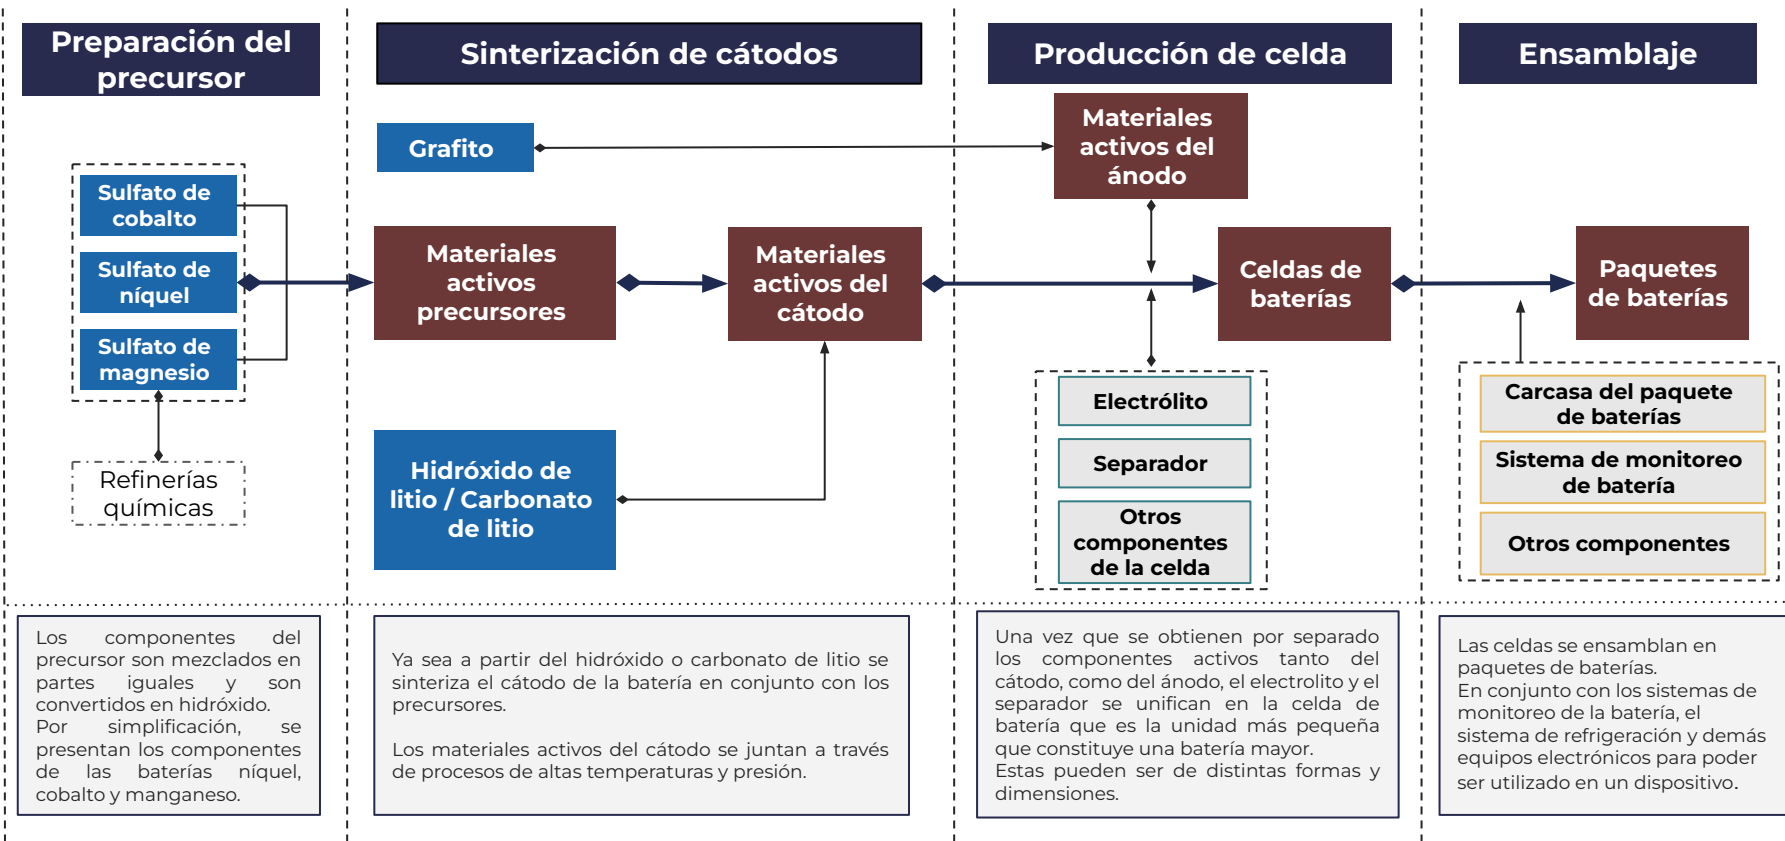 Preparación del
precursor
Sinterización de cátodos
Producción de celda
Ensamblaje
Sulfato de
cobalto
Sulfato de
níquel
Sulfato de
magnesio
Refinerías
químicas
Grafito
Materiales
activos
precursores
Materiales
activos del
cátodo
Hidróxido de
litio / Carbonato
de litio
Materiales
activos del
ánodo
Celdas de
baterías
Electrólito
Separador
Otros
componentes
de la celda
Paquetes
de baterías
Carcasa del paquete
de baterías
Sistema de monitoreo
de batería
Otros componentes
Los componentes del
precursor son mezclados en
partes iguales y son
convertidos en hidróxido.
Por simplificación, se
presentan los componentes
de las baterías níquel,
cobalto y manganeso.
Ya sea a partir del hidróxido o carbonato de litio se
sinteriza el cátodo de la batería en conjunto con los
precursores.
Los materiales activos del cátodo se juntan a través
de procesos de altas temperaturas y presión.
Una vez que se obtienen por separado
los componentes activos tanto del
cátodo, como del ánodo, el electrolito y el
separador se unifican en la celda de
batería que es la unidad más pequeña
que constituye una batería mayor.
Estas pueden ser de distintas formas y
dimensiones.
Las celdas se ensamblan en
paquetes de baterías.
En conjunto con los sistemas de
monitoreo de la batería, el
sistema de refrigeración y demás
equipos electrónicos para poder
ser utilizado en un dispositivo.